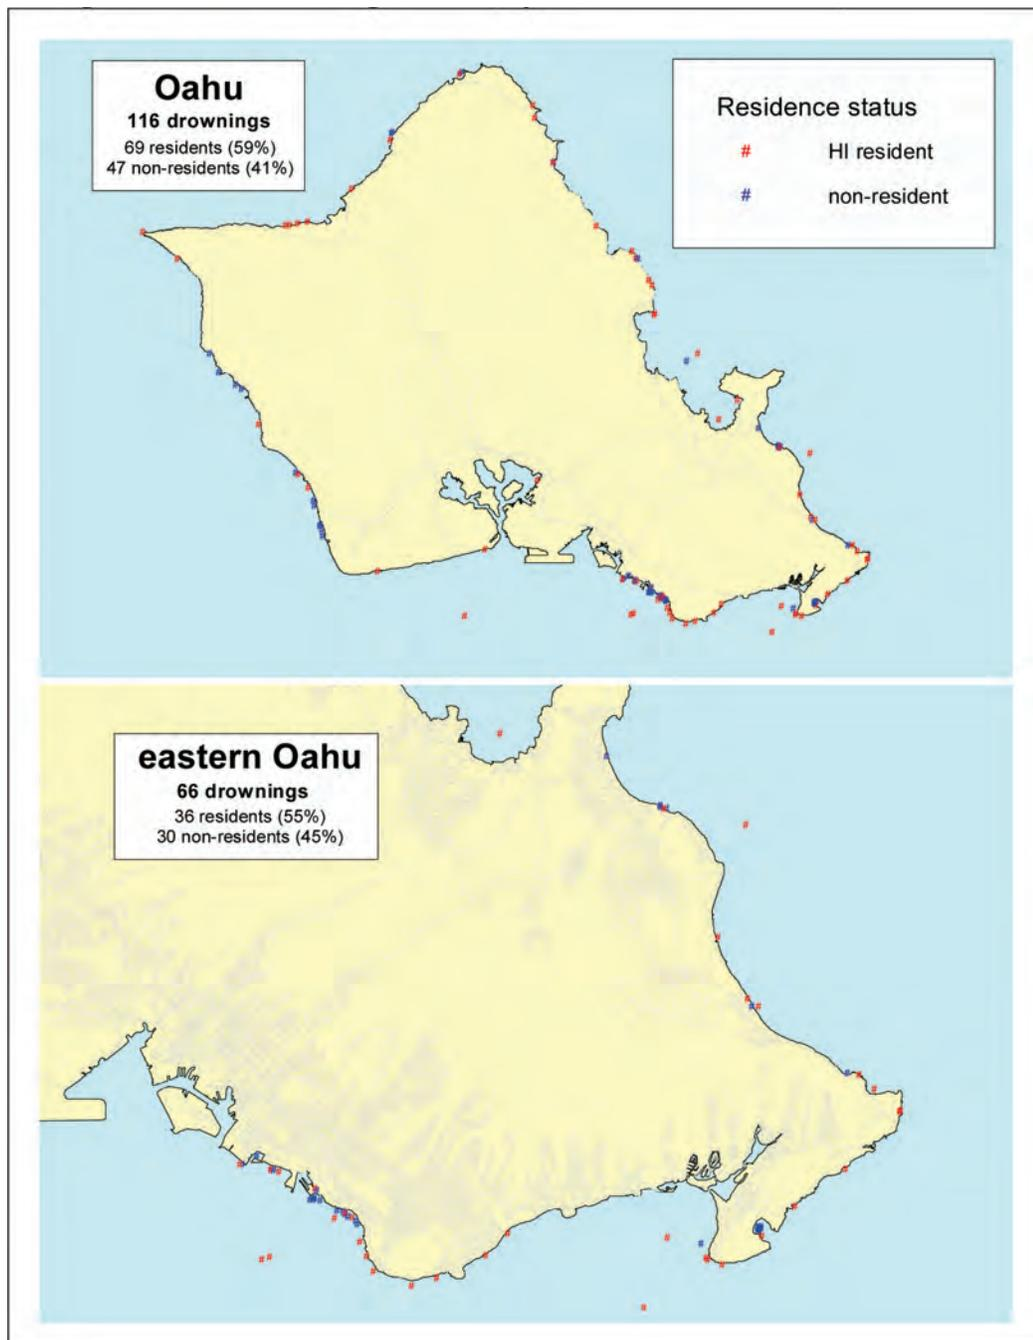 Oahu
116 drownings
69 residents (59%)
47 non-residents (41%)
Residence status
# HI resident
# non-resident
eastern Oahu
66 drownings
36 residents (55%)
30 non-residents (45%)